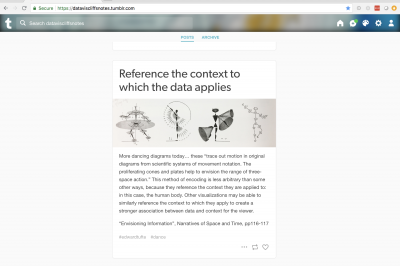 Secure https://datavizcliffsnotes.tumblr.com
Search datavizcliffsnotes
POSTS ARCHIVE
Reference the context to
which the data applies
More dancing diagrams today... these "trace out motion in original
diagrams from scientific systems of movement notation. The
proliferating cones and plates help to envision the range of three-
space action." This method of encoding is less arbitrary than some
other ways, because they reference the context they are applied to:
in this case, the human body. Other visualizations may be able to
similarly reference the context to which they apply to create a
stronger association between data and context for the viewer.
"Envisioning Information", Narratives of Space and Time, pp116-117
#edwardtufte #dance